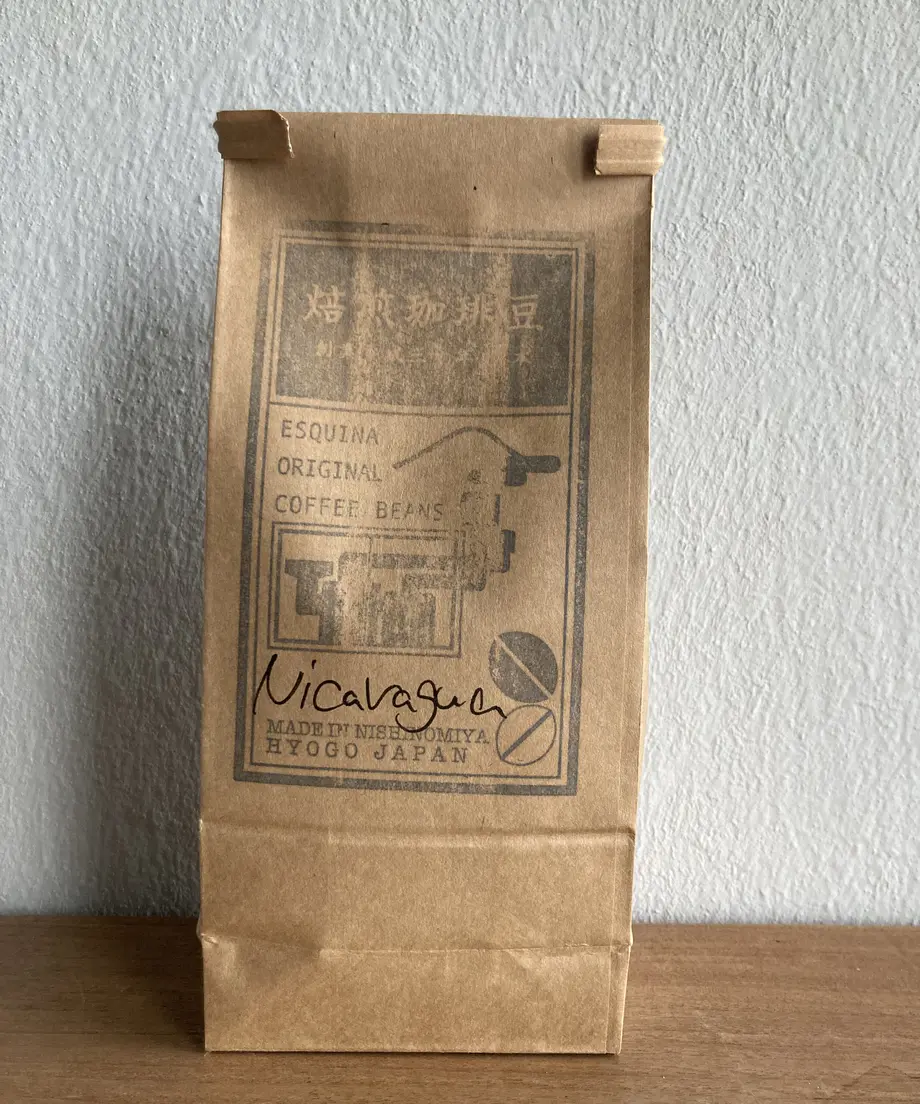 焙煎珈琲豆
ESQUINA
ORIGINAL
COFFEE BEANS
Nicaragua
MADE IN NISHINOMIYA
HYOGO JAPAN